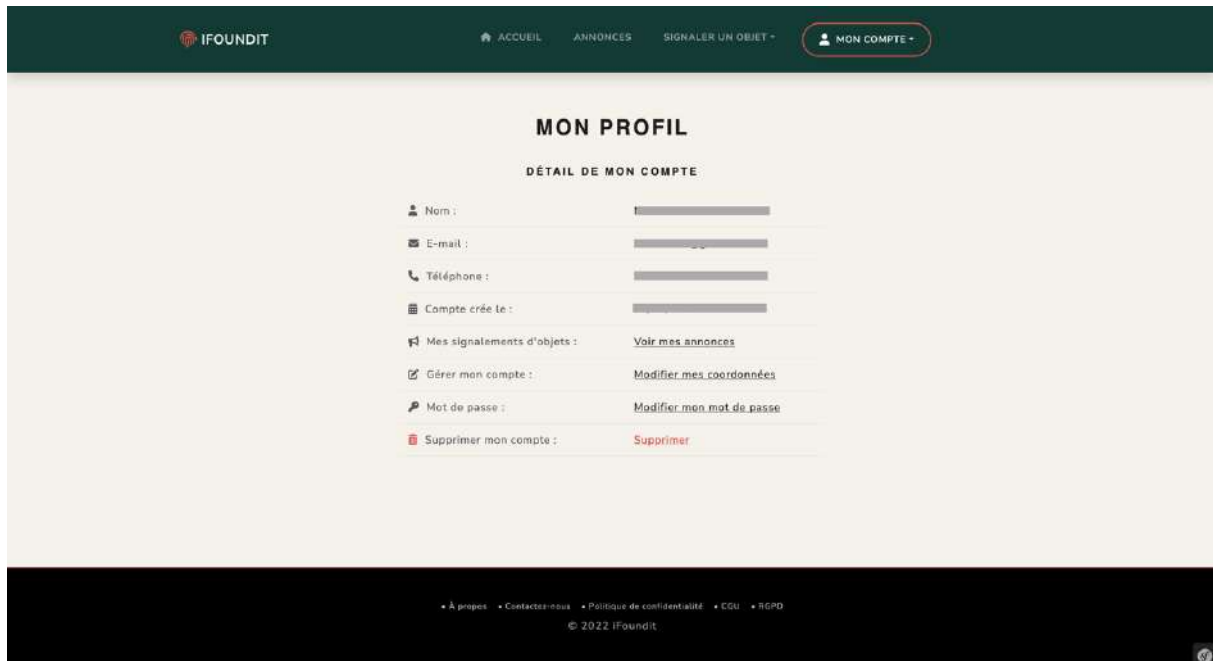 IFOUNDIT
ACCUEIL ANNONCES SIGNALER UN OBJET MON COMPTE
MON PROFIL
DÉTAIL DE MON COMPTE
Nom :
E-mail :
Téléphone :
Compte crée le :
Mes signalements d'objets : Voir mes annonces
Gérer mon compte : Modifier mes coordonnées
Mot de passe : Modifier mon mot de passe
Supprimer mon compte : Supprimer
• À propos • Contactez-nous • Politique de confidentialité • CGU • RGPD
© 2022 iFoundit